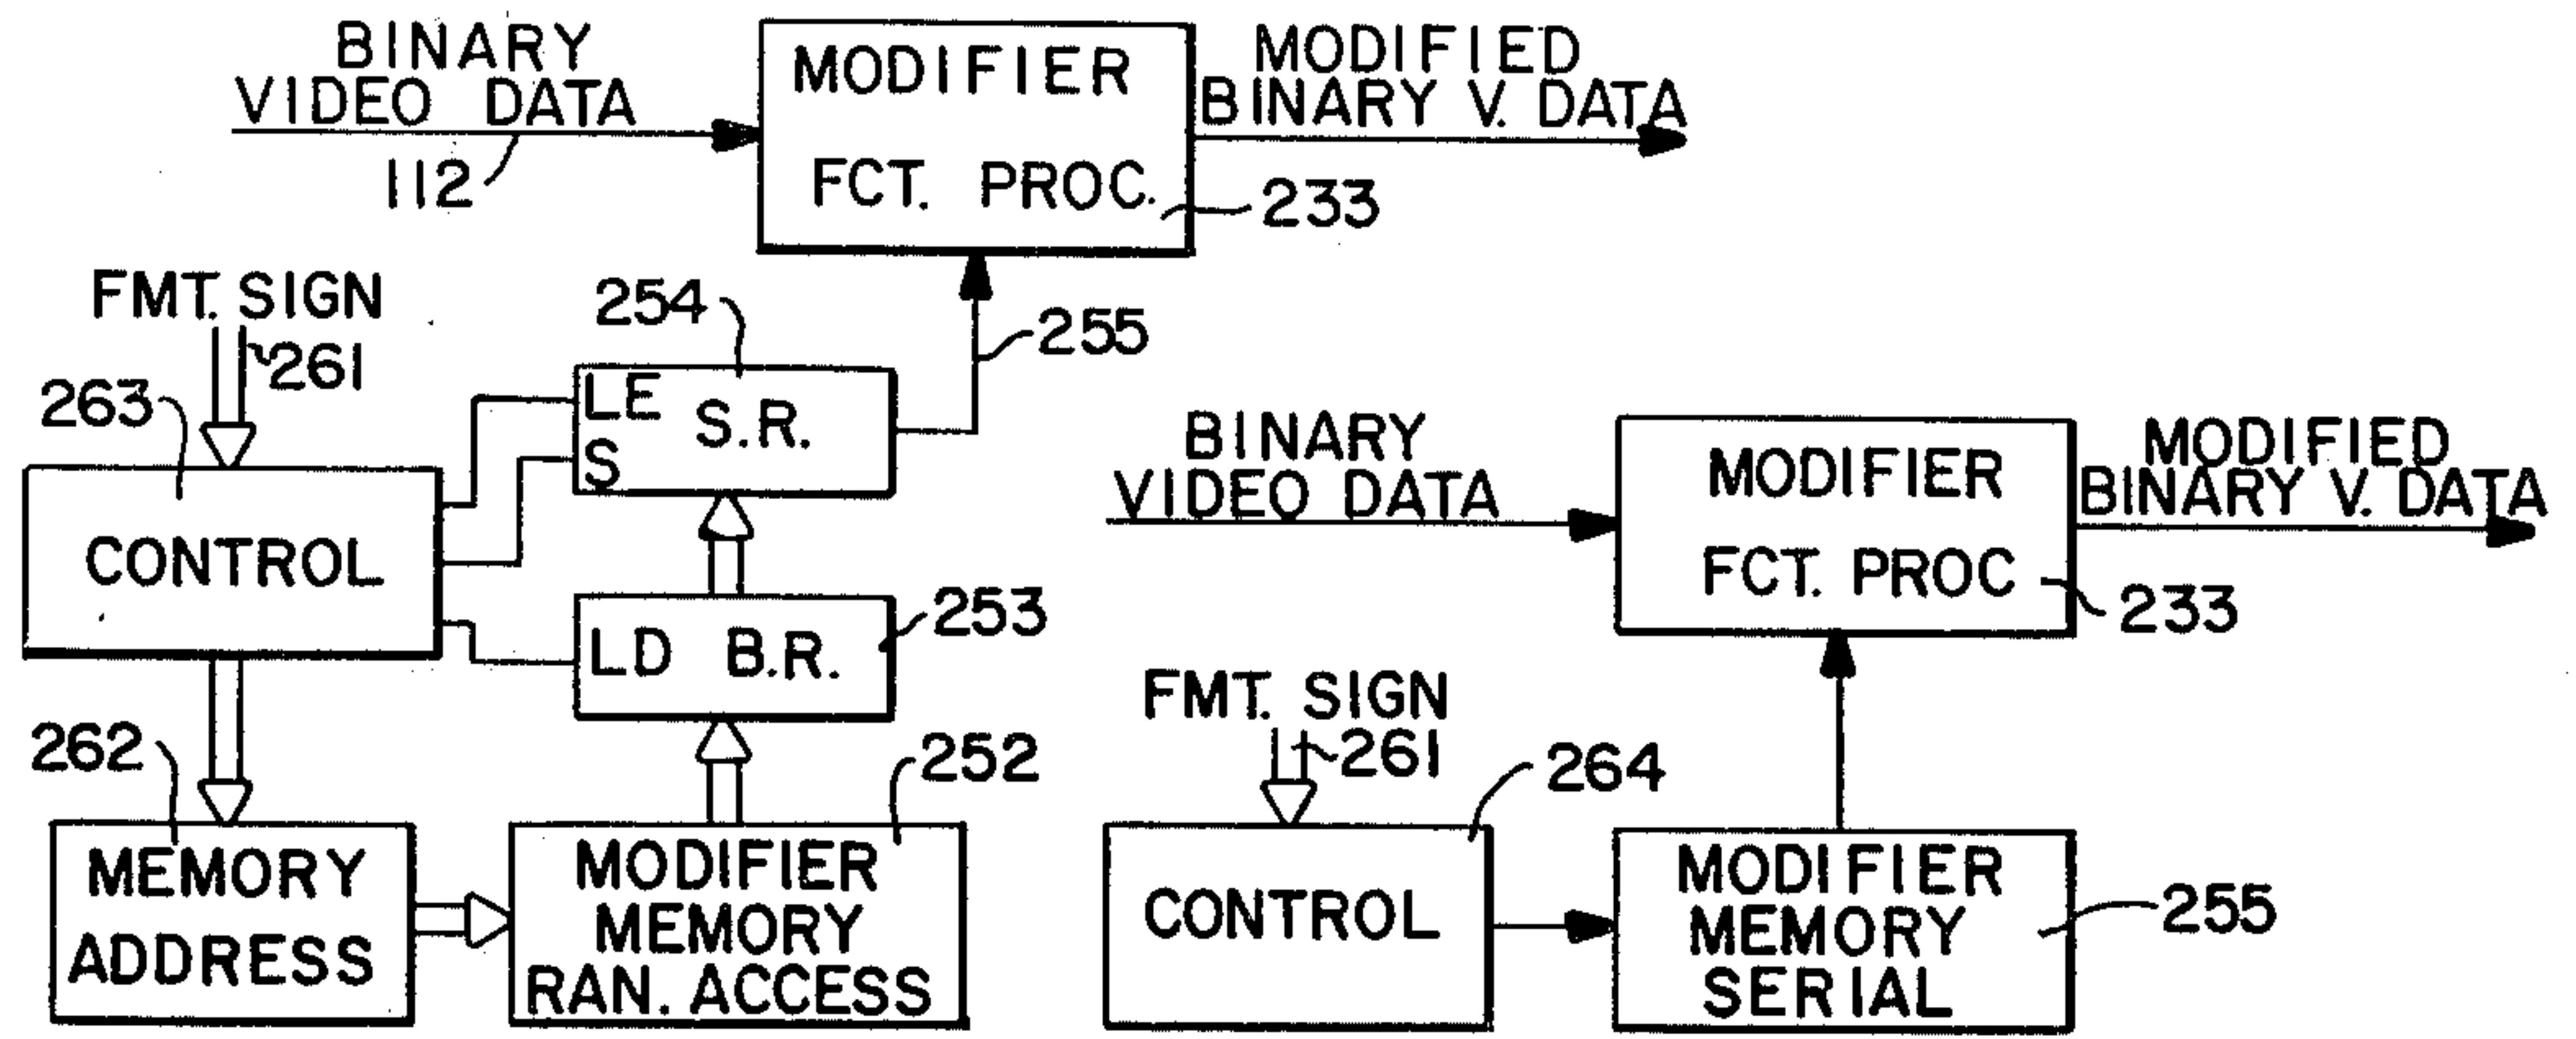 BINARY
VIDEO DATA
112
MODIFIER
FCT. PROC.
233
MODIFIED
BINARY V. DATA
FMT. SIGN
261
263
CONTROL
254
LE
S
S.R.
255
LD B.R.
253
262
MEMORY
ADDRESS
252
MODIFIER
MEMORY
RAN. ACCESS
BINARY
VIDEO DATA
MODIFIER
FCT. PROC
233
MODIFIED
BINARY V. DATA
FMT. SIGN
261
264
CONTROL
MODIFIER
MEMORY
SERIAL
255